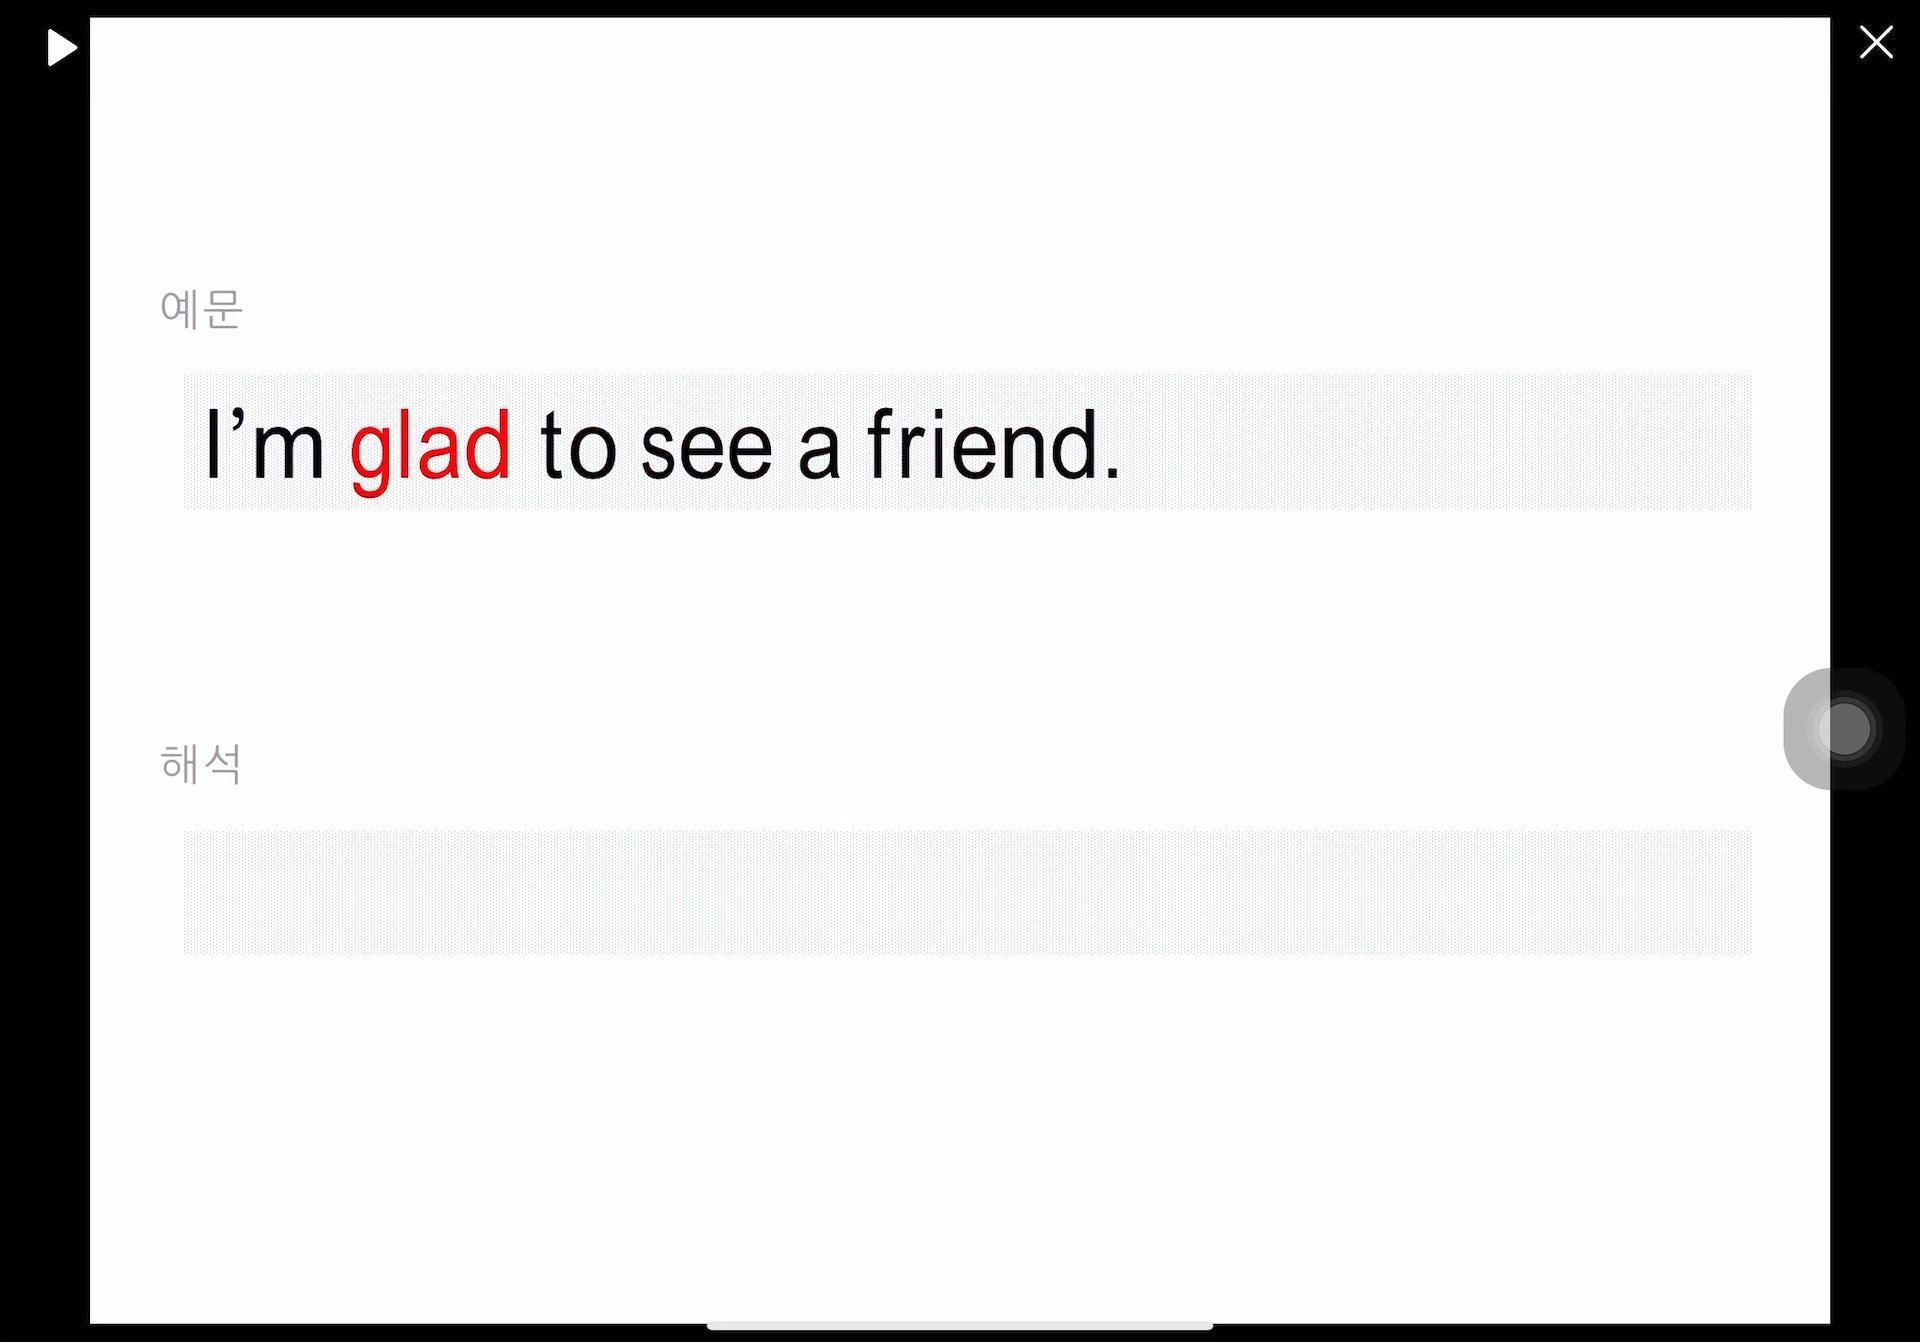 예문
I’m glad to see a friend.
해석